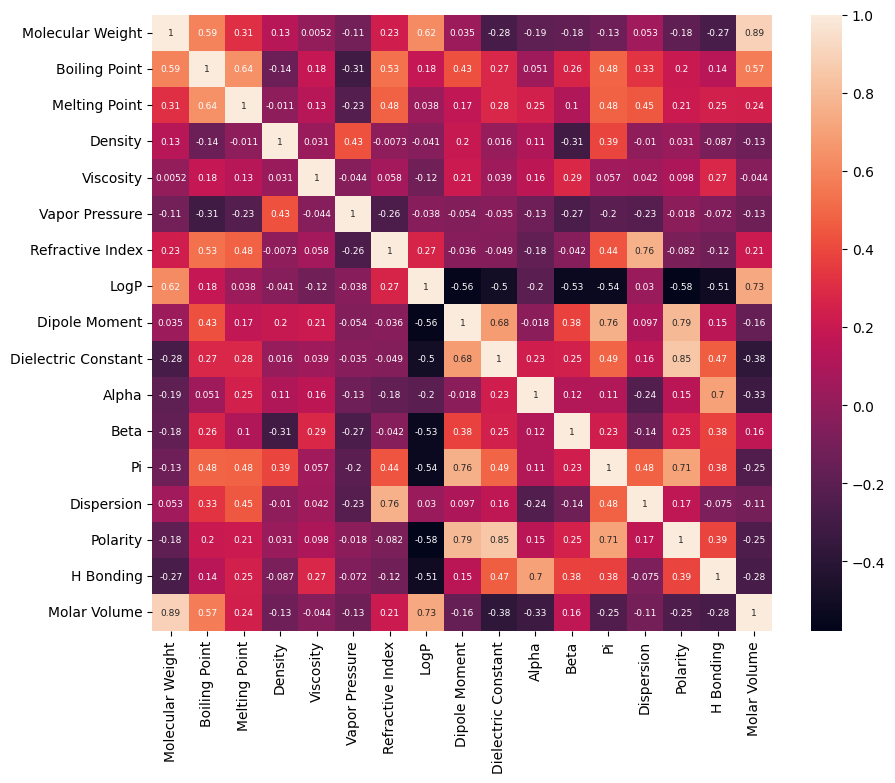 Molecular Weight 1 0.59 0.31 0.13 0.0052 -0.11 0.23 0.62 0.035 -0.28 -0.19 -0.18 -0.13 0.053 -0.18 -0.27 0.89
Boiling Point 0.59 1 0.64 -0.14 0.18 -0.31 0.53 0.18 0.43 0.27 0.051 0.26 0.48 0.33 0.2 0.14 0.57
Melting Point 0.31 0.64 1 -0.011 0.13 -0.23 0.48 0.038 0.17 0.28 0.25 0.1 0.48 0.45 0.21 0.25 0.24
Density 0.13 -0.14 -0.011 1 0.031 0.43 -0.0073 -0.041 0.2 0.016 0.11 -0.31 0.39 -0.01 0.031 -0.087 -0.13
Viscosity 0.0052 0.18 0.13 0.031 1 -0.044 0.058 -0.12 0.21 0.039 0.16 0.29 0.057 0.042 0.098 0.27 -0.044
Vapor Pressure -0.11 -0.31 -0.23 0.43 -0.044 1 -0.26 -0.038 -0.054 -0.035 -0.13 -0.27 -0.2 -0.23 -0.018 -0.072 -0.13
Refractive Index 0.23 0.53 0.48 -0.0073 0.058 -0.26 1 0.27 -0.036 -0.049 -0.18 -0.042 0.44 0.76 -0.082 -0.12 0.21
LogP 0.62 0.18 0.038 -0.041 -0.12 -0.038 0.27 1 -0.56 -0.5 -0.2 -0.53 -0.54 0.03 -0.58 -0.51 0.73
Dipole Moment 0.035 0.43 0.17 0.2 0.21 -0.054 -0.036 -0.56 1 0.68 -0.018 0.38 0.76 0.097 0.79 0.15 -0.16
Dielectric Constant -0.28 0.27 0.28 0.016 0.039 -0.035 -0.049 -0.5 0.68 1 0.23 0.25 0.49 0.16 0.85 0.47 -0.38
Alpha -0.19 0.051 0.25 0.11 0.16 -0.13 -0.18 -0.2 -0.018 0.23 1 0.12 0.11 -0.24 0.15 0.7 -0.33
Beta -0.18 0.26 0.1 -0.31 0.29 -0.27 -0.042 -0.53 0.38 0.25 0.12 1 0.23 -0.14 0.25 0.38 0.16
Pi -0.13 0.48 0.48 0.39 0.057 -0.2 0.44 -0.54 0.76 0.49 0.11 0.23 1 0.48 0.71 0.38 -0.25
Dispersion 0.053 0.33 0.45 -0.01 0.042 -0.23 0.76 0.03 0.097 0.16 -0.24 -0.14 0.48 1 0.17 -0.075 -0.11
Polarity -0.18 0.2 0.21 0.031 0.098 -0.018 -0.082 -0.58 0.79 0.85 0.15 0.25 0.71 0.17 1 0.39 -0.25
H Bonding -0.27 0.14 0.25 -0.087 0.27 -0.072 -0.12 -0.51 0.15 0.47 0.7 0.38 0.38 -0.075 0.39 1 -0.28
Molar Volume 0.89 0.57 0.24 -0.13 -0.044 -0.13 0.21 0.73 -0.16 -0.38 -0.33 0.16 -0.25 -0.11 -0.25 -0.28 1
Molecular Weight
Boiling Point
Melting Point
Density
Viscosity
Vapor Pressure
Refractive Index
LogP
Dipole Moment
Dielectric Constant
Alpha
Beta
Pi
Dispersion
Polarity
H Bonding
Molar Volume
1.0
0.8
0.6
0.4
0.2
0.0
−0.2
−0.4